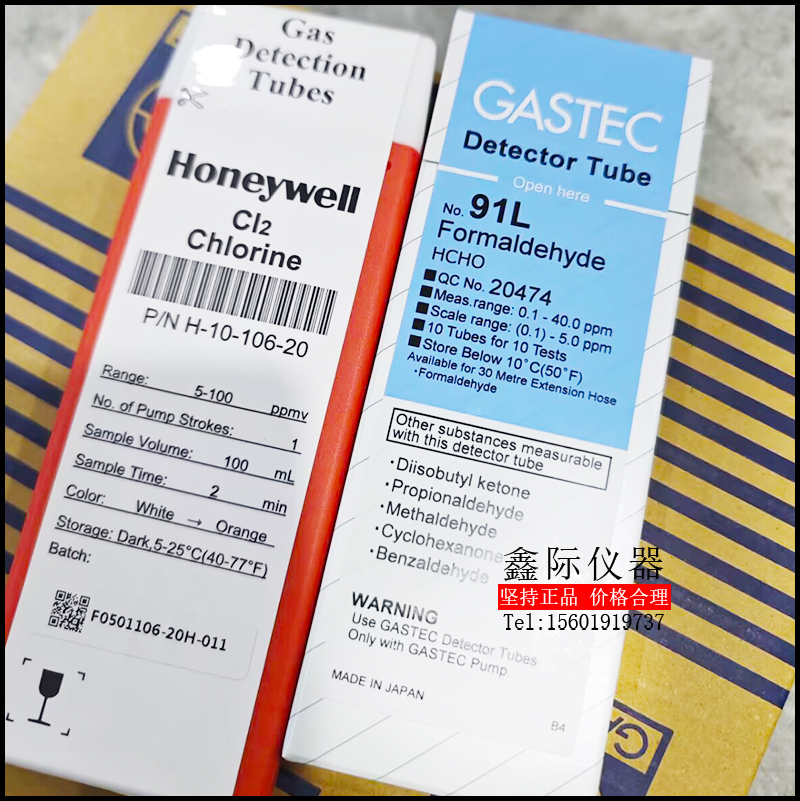 Gas
Detection
Tubes
Honeywell
Cl2
Chlorine
P/N H-10-106-20
Range: 5-100 ppmv
No. of Pump Strokes: 1
Sample Volume: 100 mL
Sample Time: 2 min
Color: White → Orange
Storage: Dark,5-25°C(40-77°F)
Batch:
F0501106-20H-011
GASTEC
Detector Tube
Open here
No. 91L
Formaldehyde
HCHO
■QC No. 20474
■Meas.range: 0.1 - 40.0 ppm
■Scale range: (0.1) - 5.0 ppm
■10 Tubes for 10 Tests
■Store Below 10°C(50°F)
Available for 30 Metre Extension Hose
·Formaldehyde
Other substances measurable
with this detector tube
·Diisobutyl ketone
·Propionaldehyde
·Methaldehyde
·Cyclohexanone
·Benzaldehyde
WARNING
Use GASTEC Detector Tubes
Only with GASTEC Pump.
MADE IN JAPAN
B4
鑫际仪器
坚持正品 价格合理
Tel:15601919737
GA